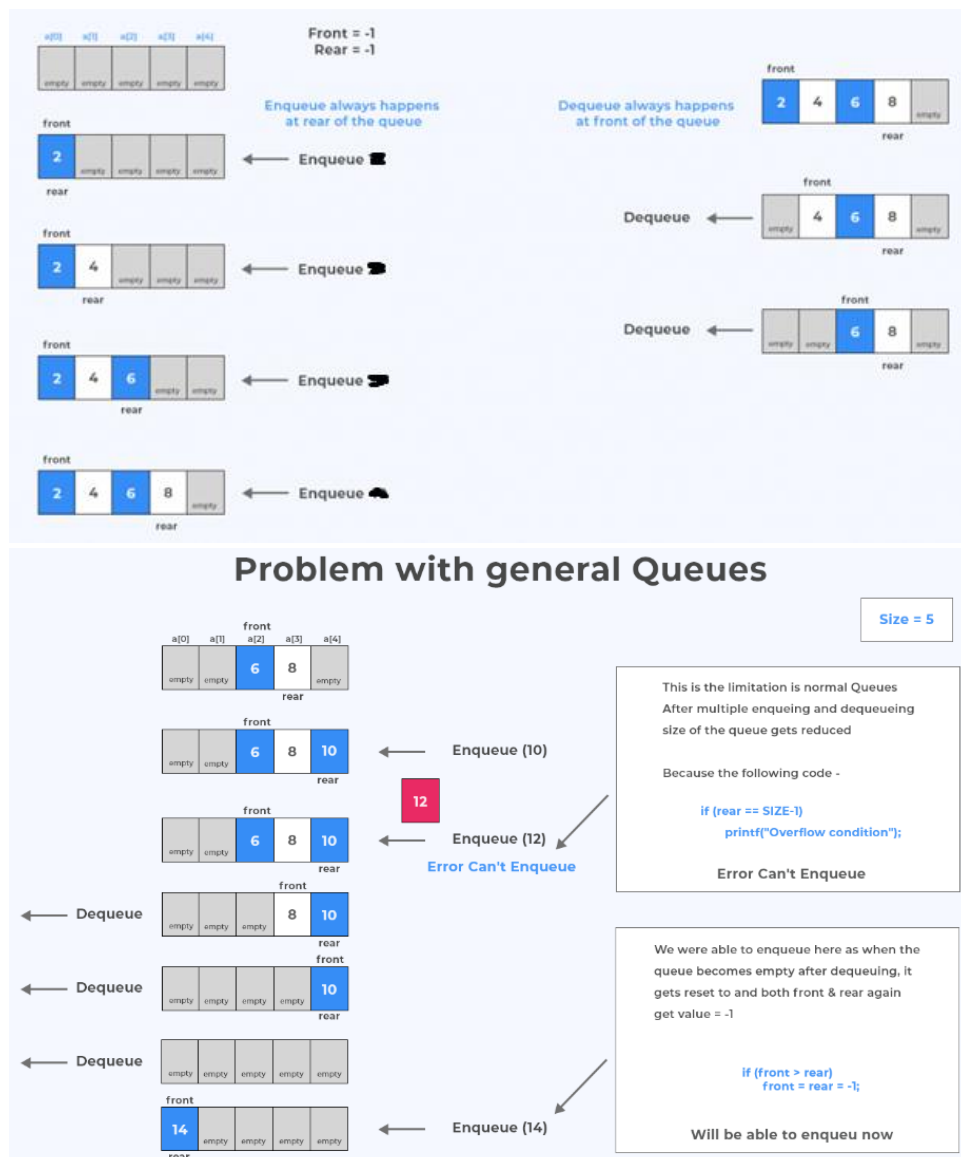 a[0] a[1] a[2] a[3] a[4]
empty empty empty empty empty
Front = -1
Rear = -1
Enqueue always happens
at rear of the queue
front
2 empty empty empty empty
rear
Enqueue
front
2 4 empty empty empty
rear
Enqueue
front
2 4 6 empty empty
rear
Enqueue
front
2 4 6 8 empty
rear
Enqueue
Dequeue always happens
at front of the queue
front
2 4 6 8 empty
rear
front
Dequeue
empty 4 6 8 empty
rear
front
Dequeue
empty empty 6 8 empty
rear
Problem with general Queues
Size = 5
front
a[0] a[1] a[2] a[3] a[4]
empty empty 6 8 empty
rear
front
empty empty 6 8 10
rear
Enqueue (10)
12
front
empty empty 6 8 10
rear
Enqueue (12)
Error Can't Enqueue
front
Dequeue
empty empty empty 8 10
rear
front
Dequeue
empty empty empty empty 10
rear
Dequeue
empty empty empty empty empty
front
14 empty empty empty empty
rear
Enqueue (14)
This is the limitation is normal Queues
After multiple enqueing and dequeueing
size of the queue gets reduced
Because the following code -
if (rear == SIZE-1)
printf("Overflow condition");
Error Can't Enqueue
We were able to enqueue here as when the
queue becomes empty after dequeuing, it
gets reset to and both front & rear again
get value = -1
if (front > rear)
front = rear = -1;
Will be able to enqueu now